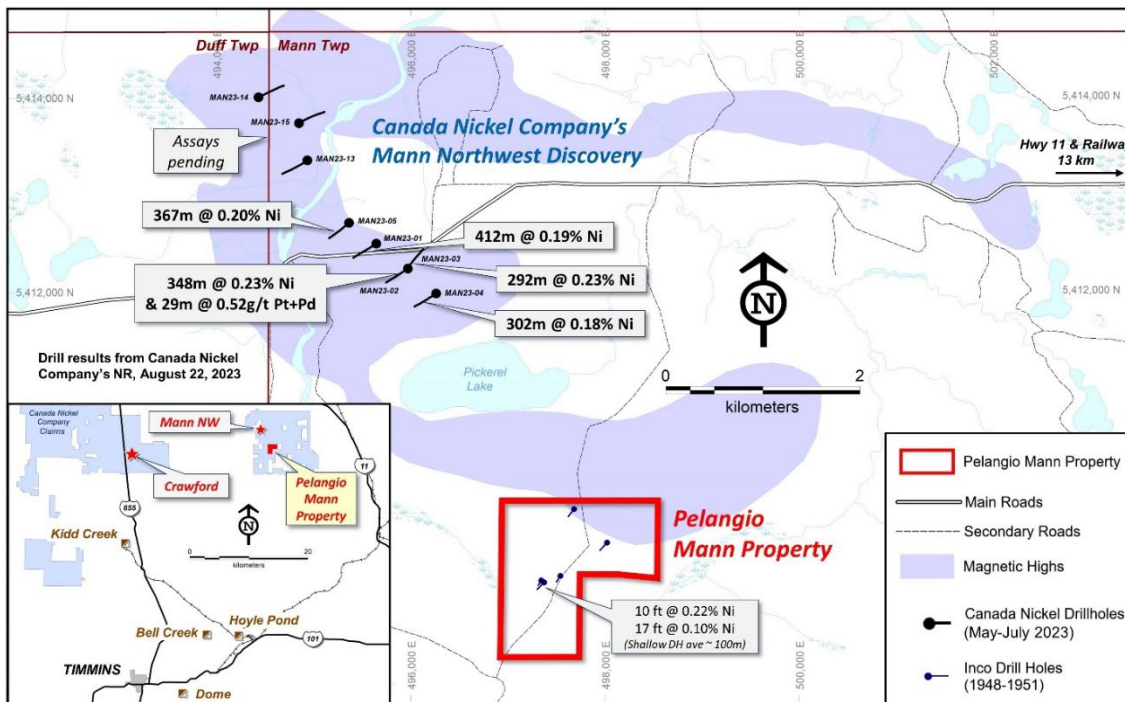 Duff Twp
Mann Twp
494,000 E
496,000 E
498,000 E
500,000 E
502,000 E
5,414,000 N
5,414,000 N
MAN23-14
MAN23-15
Assays
pending
MAN23-13
Canada Nickel Company's
Mann Northwest Discovery
Hwy 11 & Railway
13 km
367m @ 0.20% Ni
MAN23-05
MAN23-01
412m @ 0.19% Ni
MAN23-03
348m @ 0.23% Ni
& 29m @ 0.52g/t Pt+Pd
292m @ 0.23% Ni
MAN23-02
MAN23-04
5,412,000 N
5,412,000 N
302m @ 0.18% Ni
N
Drill results from Canada Nickel
Company's NR, August 22, 2023
Pickerel
Lake
0
2
kilometers
Canada Nickel
Company
Claims
Mann NW
11
Crawford
Pelangio
Mann
Property
655
N
Kidd Creek
0
20
kilometers
Hoyle Pond
Bell Creek
101
TIMMINS
Dome
Pelangio
Mann Property
10 ft @ 0.22% Ni
17 ft @ 0.10% Ni
(Shallow DH ave ~ 100m)
496,000 E
498,000 E
500,000 E
Pelangio Mann Property
Main Roads
Secondary Roads
Magnetic Highs
Canada Nickel Drillholes
(May-July 2023)
Inco Drill Holes
(1948-1951)